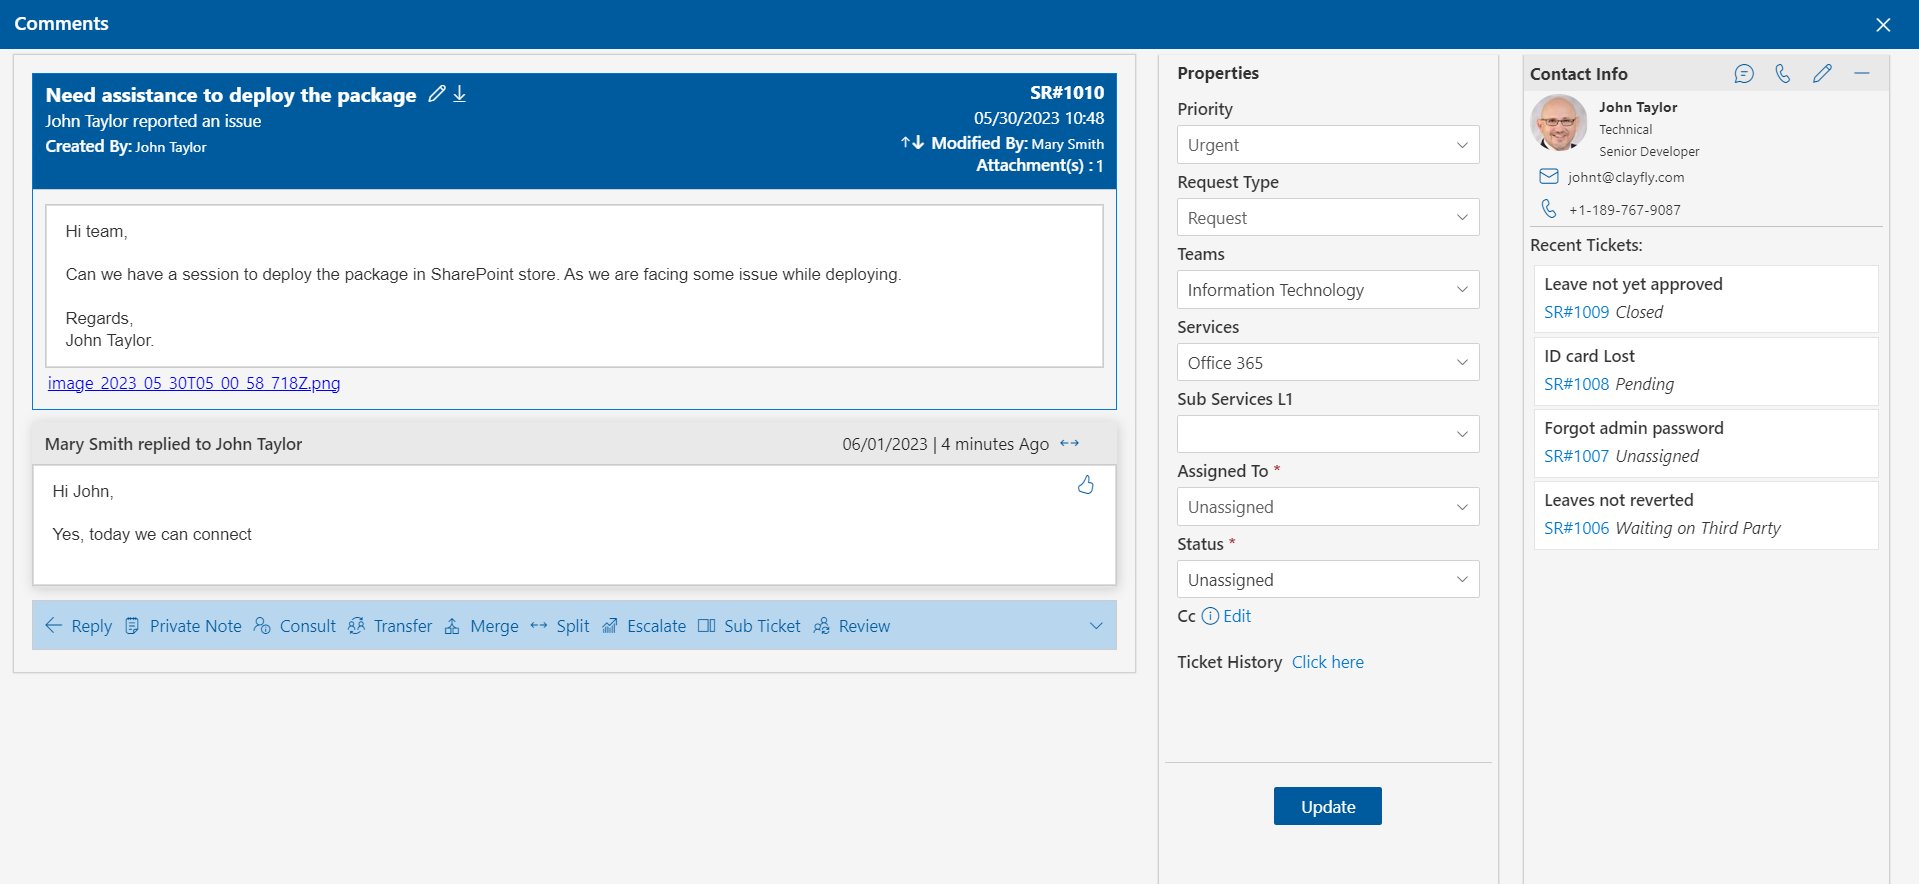 Comments
Need assistance to deploy the package
SR#1010
John Taylor reported an issue
05/30/2023 10:48
Created By: John Taylor
Modified By: Mary Smith
Attachment(s) : 1
Hi team,
Can we have a session to deploy the package in SharePoint store. As we are facing some issue while deploying.
Regards,
John Taylor.
image_2023_05_30T05_00_58_718Z.png
Mary Smith replied to John Taylor
06/01/2023 | 4 minutes Ago
Hi John,
Yes, today we can connect
Reply Private Note Consult Transfer Merge Split Escalate Sub Ticket Review
Properties
Priority
Urgent
Request Type
Request
Teams
Information Technology
Services
Office 365
Sub Services L1
Assigned To *
Unassigned
Status *
Unassigned
Cc Edit
Ticket History Click here
Update
Contact Info
John Taylor
Technical
Senior Developer
johnt@clayfly.com
+1-189-767-9087
Recent Tickets:
Leave not yet approved
SR#1009 Closed
ID card Lost
SR#1008 Pending
Forgot admin password
SR#1007 Unassigned
Leaves not reverted
SR#1006 Waiting on Third Party